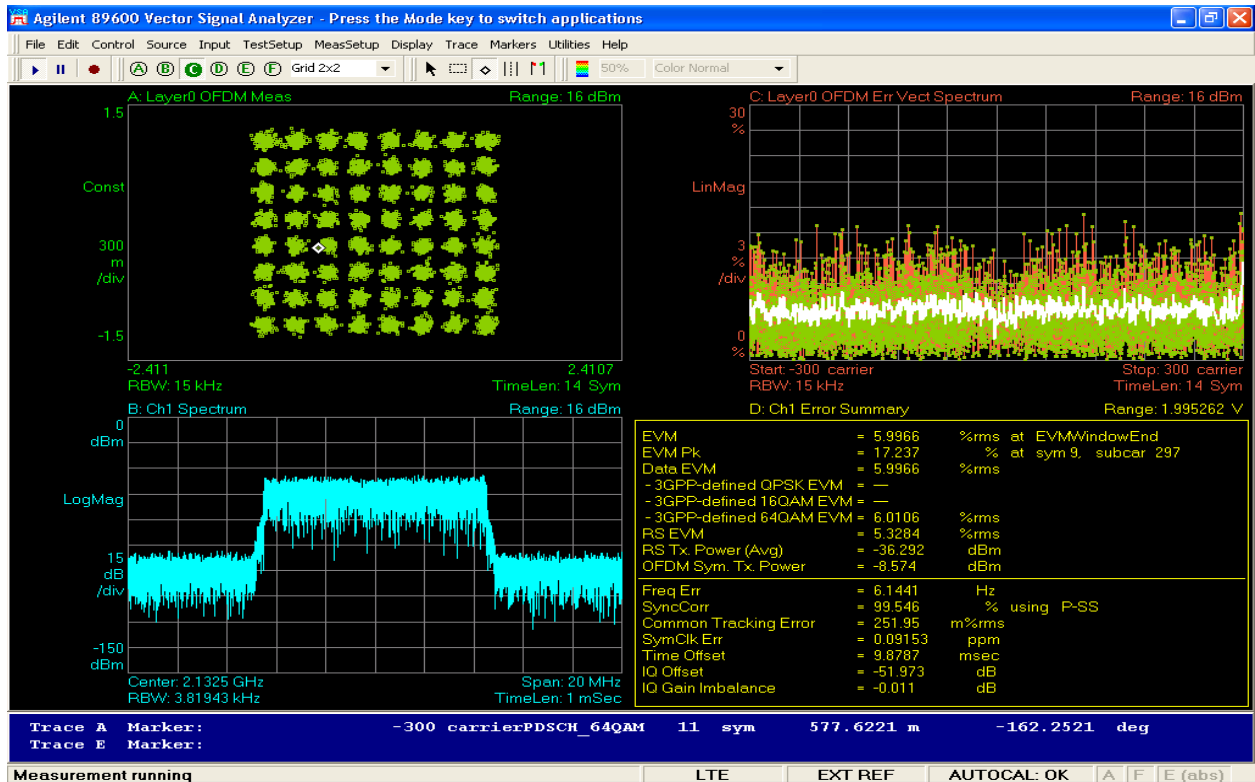 Agilent 89600 Vector Signal Analyzer - Press the Mode key to switch applications
File Edit Control Source Input TestSetup MeasSetup Display Trace Markers Utilities Help
A B C D E F Grid 2x2 50% Color Normal
A: Layer0 OFDM Meas Range: 16 dBm
1.5
Const
300
m
/div
-1.5
-2.411 2.4107
RBW: 15 kHz TimeLen: 14 Sym
C: Layer0 OFDM Err Vect Spectrum Range: 16 dBm
30
%
LinMag
3
%
/div
0
%
Start: -300 carrier Stop: 300 carrier
RBW: 15 kHz TimeLen: 14 Sym
B: Ch1 Spectrum Range: 16 dBm
0
dBm
LogMag
15
dB
/div
-150
dBm
Center: 2.1325 GHz Span: 20 MHz
RBW: 3.81943 kHz TimeLen: 1 mSec
D: Ch1 Error Summary Range: 1.995262 V
EVM = 5.9966 %rms at EVMWindowEnd
EVM Pk = 17.237 % at sym 9, subcar 297
Data EVM = 5.9966 %rms
- 3GPP-defined QPSK EVM = —
- 3GPP-defined 16QAM EVM = —
- 3GPP-defined 64QAM EVM = 6.0106 %rms
RS EVM = 5.3284 %rms
RS Tx. Power (Avg) = -36.292 dBm
OFDM Sym. Tx. Power = -8.574 dBm
Freq Err = 6.1441 Hz
SyncCorr = 99.546 % using P-SS
Common Tracking Error = 251.95 m%rms
SymClk Err = 0.09153 ppm
Time Offset = 9.8787 msec
IQ Offset = -51.973 dB
IQ Gain Imbalance = -0.011 dB
Trace A Marker: -300 carrierPDSCH_64QAM 11 sym 577.6221 m -162.2521 deg
Trace E Marker:
Measurement running LTE EXT REF AUTOCAL: OK A F E (abs)